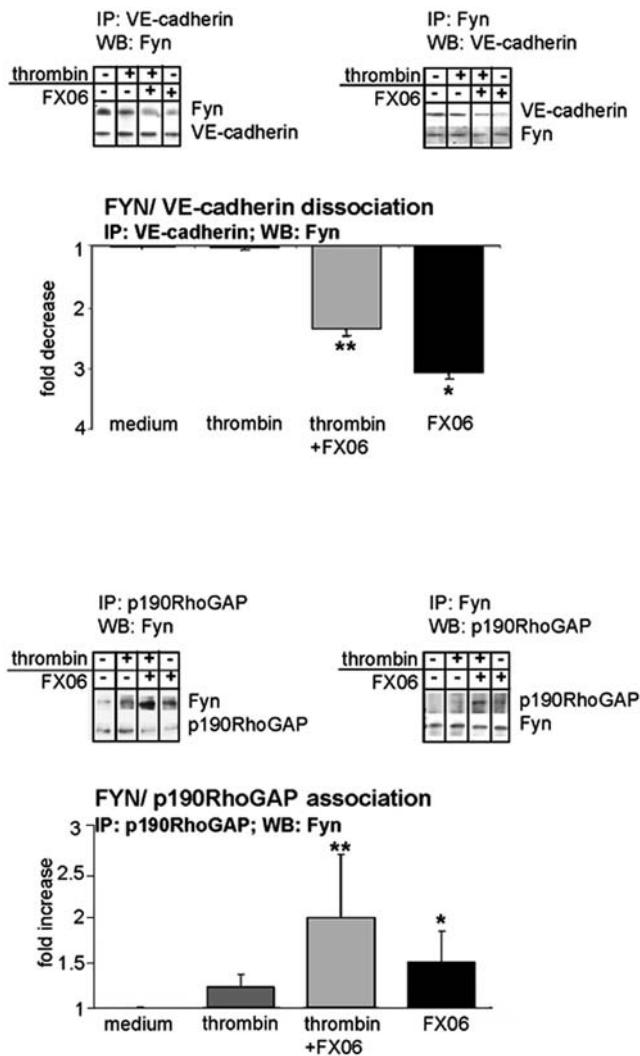 IP: VE-cadherin
WB: Fyn
thrombin - + + -
FX06 - - + +
Fyn
VE-cadherin
IP: Fyn
WB: VE-cadherin
thrombin - + + -
FX06 - - + +
VE-cadherin
Fyn
FYN/ VE-cadherin dissociation
IP: VE-cadherin; WB: Fyn
fold decrease
1
2
3
4
**
*
medium thrombin thrombin FX06
+FX06
IP: p190RhoGAP
WB: Fyn
thrombin - + + -
FX06 - - + +
Fyn
p190RhoGAP
IP: Fyn
WB: p190RhoGAP
thrombin - + + -
FX06 - - + +
p190RhoGAP
Fyn
FYN/ p190RhoGAP association
IP: p190RhoGAP; WB: Fyn
fold increase
3
2.5
2
1.5
1
**
*
medium thrombin thrombin FX06
+FX06